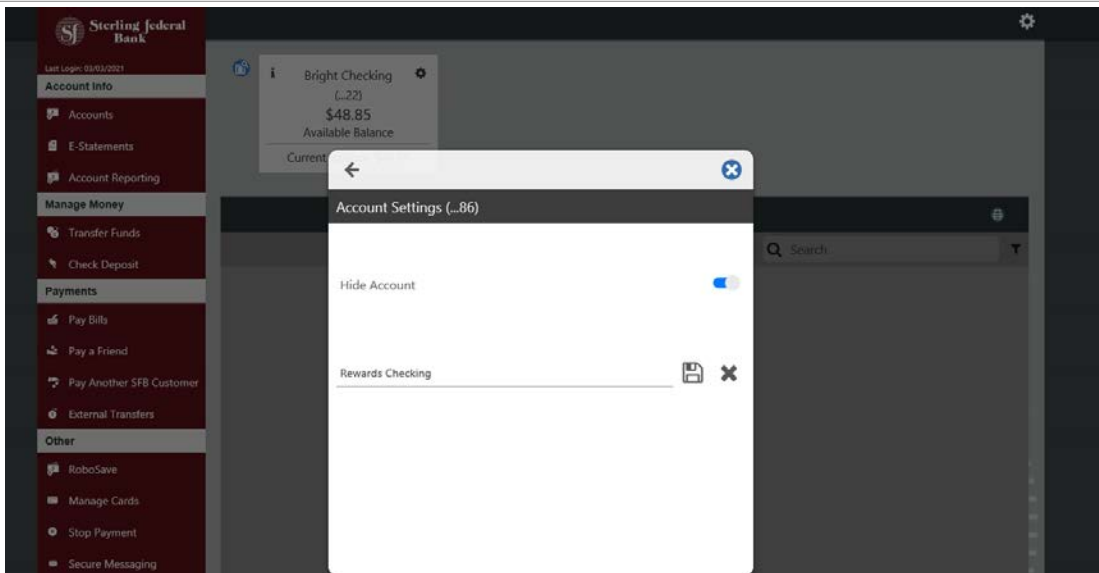 Sterling federal
Bank
Last Login: 03/03/2021
Account Info
Accounts
E-Statements
Account Reporting
Manage Money
Transfer Funds
Check Deposit
Payments
Pay Bills
Pay a Friend
Pay Another SFB Customer
External Transfers
Other
RoboSave
Manage Cards
Stop Payment
Secure Messaging
Bright Checking
(...22)
$48.85
Available Balance
Current
Account Settings (...86)
Hide Account
Rewards Checking
Search